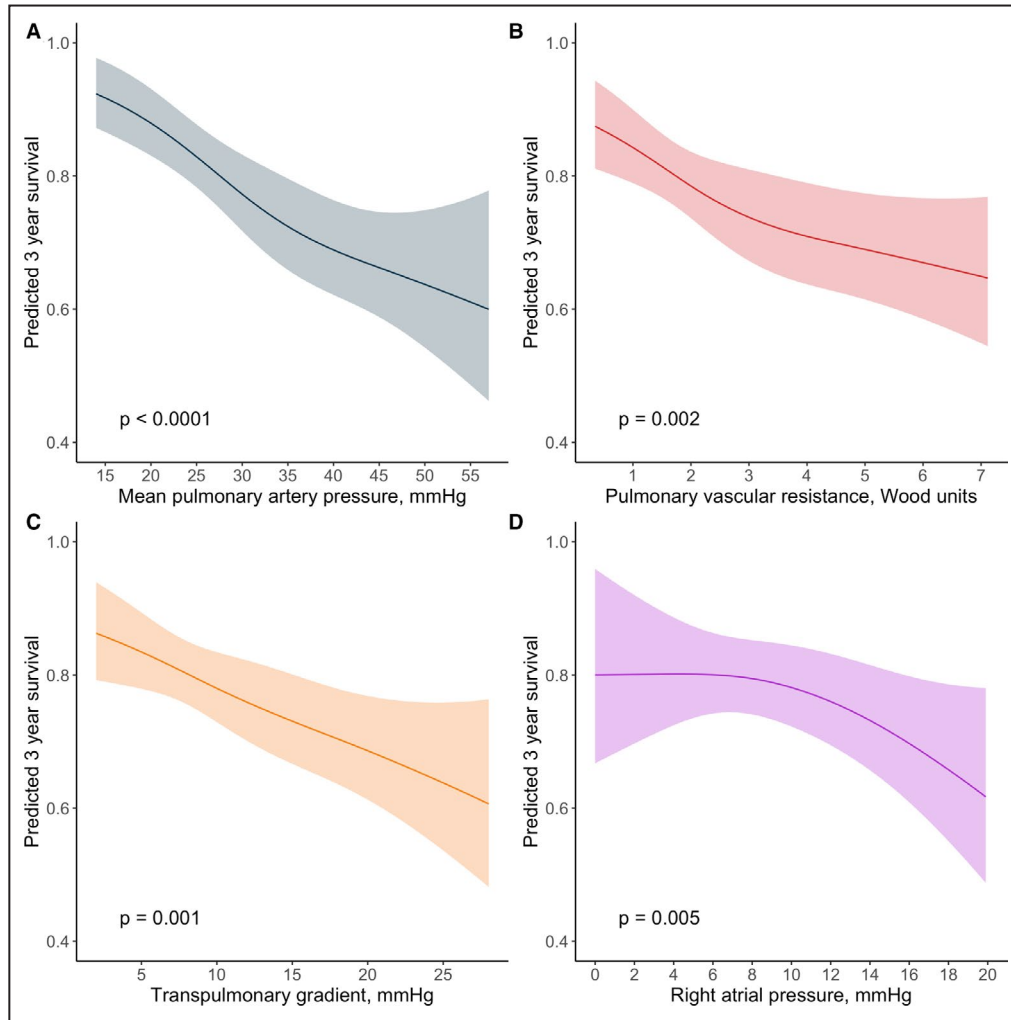 A
Predicted 3 year survival
1.0
0.8
0.6
0.4
p < 0.0001
15 20 25 30 35 40 45 50 55
Mean pulmonary artery pressure, mmHg
B
Predicted 3 year survival
1.0
0.8
0.6
0.4
p = 0.002
1 2 3 4 5 6 7
Pulmonary vascular resistance, Wood units
C
Predicted 3 year survival
1.0
0.8
0.6
0.4
p = 0.001
5 10 15 20 25
Transpulmonary gradient, mmHg
D
Predicted 3 year survival
1.0
0.8
0.6
0.4
p = 0.005
0 2 4 6 8 10 12 14 16 18 20
Right atrial pressure, mmHg